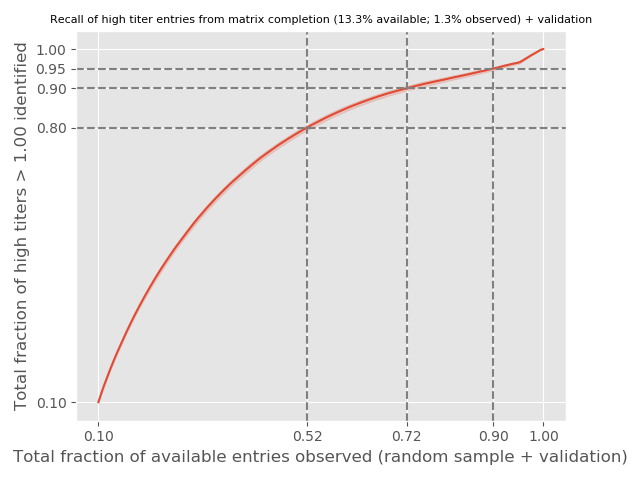 Recall of high titer entries from matrix completion (13.3% available; 1.3% observed) + validation
Total fraction of high titers > 1.00 identified
1.00
0.95
0.90
0.80
0.10
0.10 0.52 0.72 0.90 1.00
Total fraction of available entries observed (random sample + validation)